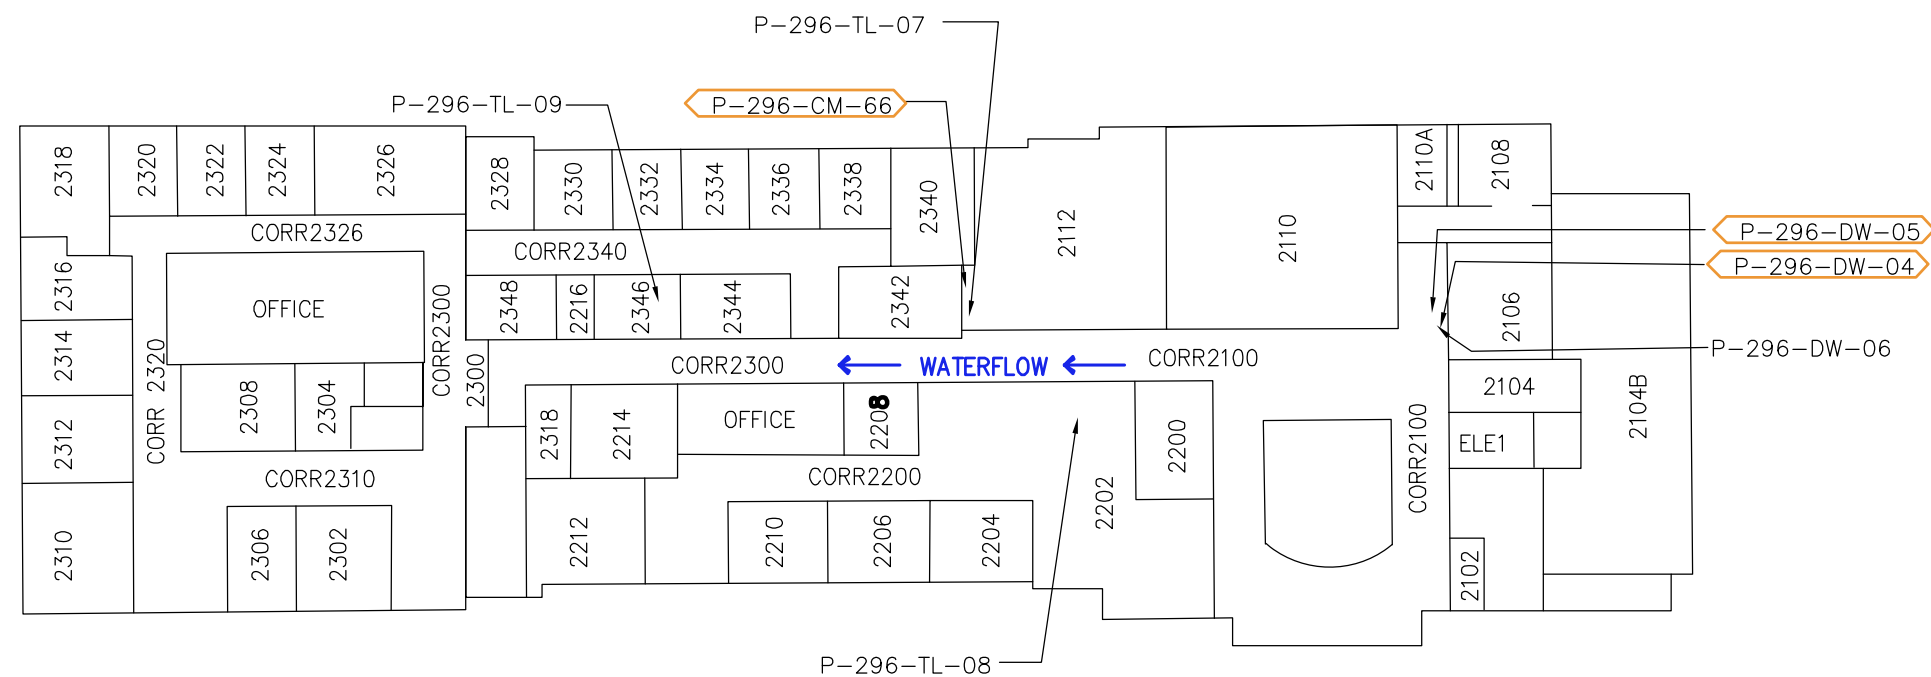 P-296-TL-07
P-296-TL-09
P-296-CM-66
2318
2320
2322
2324
2326
2328
2330
2332
2334
2336
2338
2340
2112
2110
2110A
2108
CORR2326
CORR2340
P-296-DW-05
P-296-DW-04
2316
OFFICE
CORR2300
2348
2216
2346
2344
2342
2106
P-296-DW-06
2314
CORR 2320
2300
CORR2300
WATERFLOW
CORR2100
2308
2304
2104
2104B
2312
2318
2214
OFFICE
2208
2200
CORR2100
ELE1
CORR2310
CORR2200
2202
2310
2306
2302
2212
2210
2206
2204
2102
P-296-TL-08